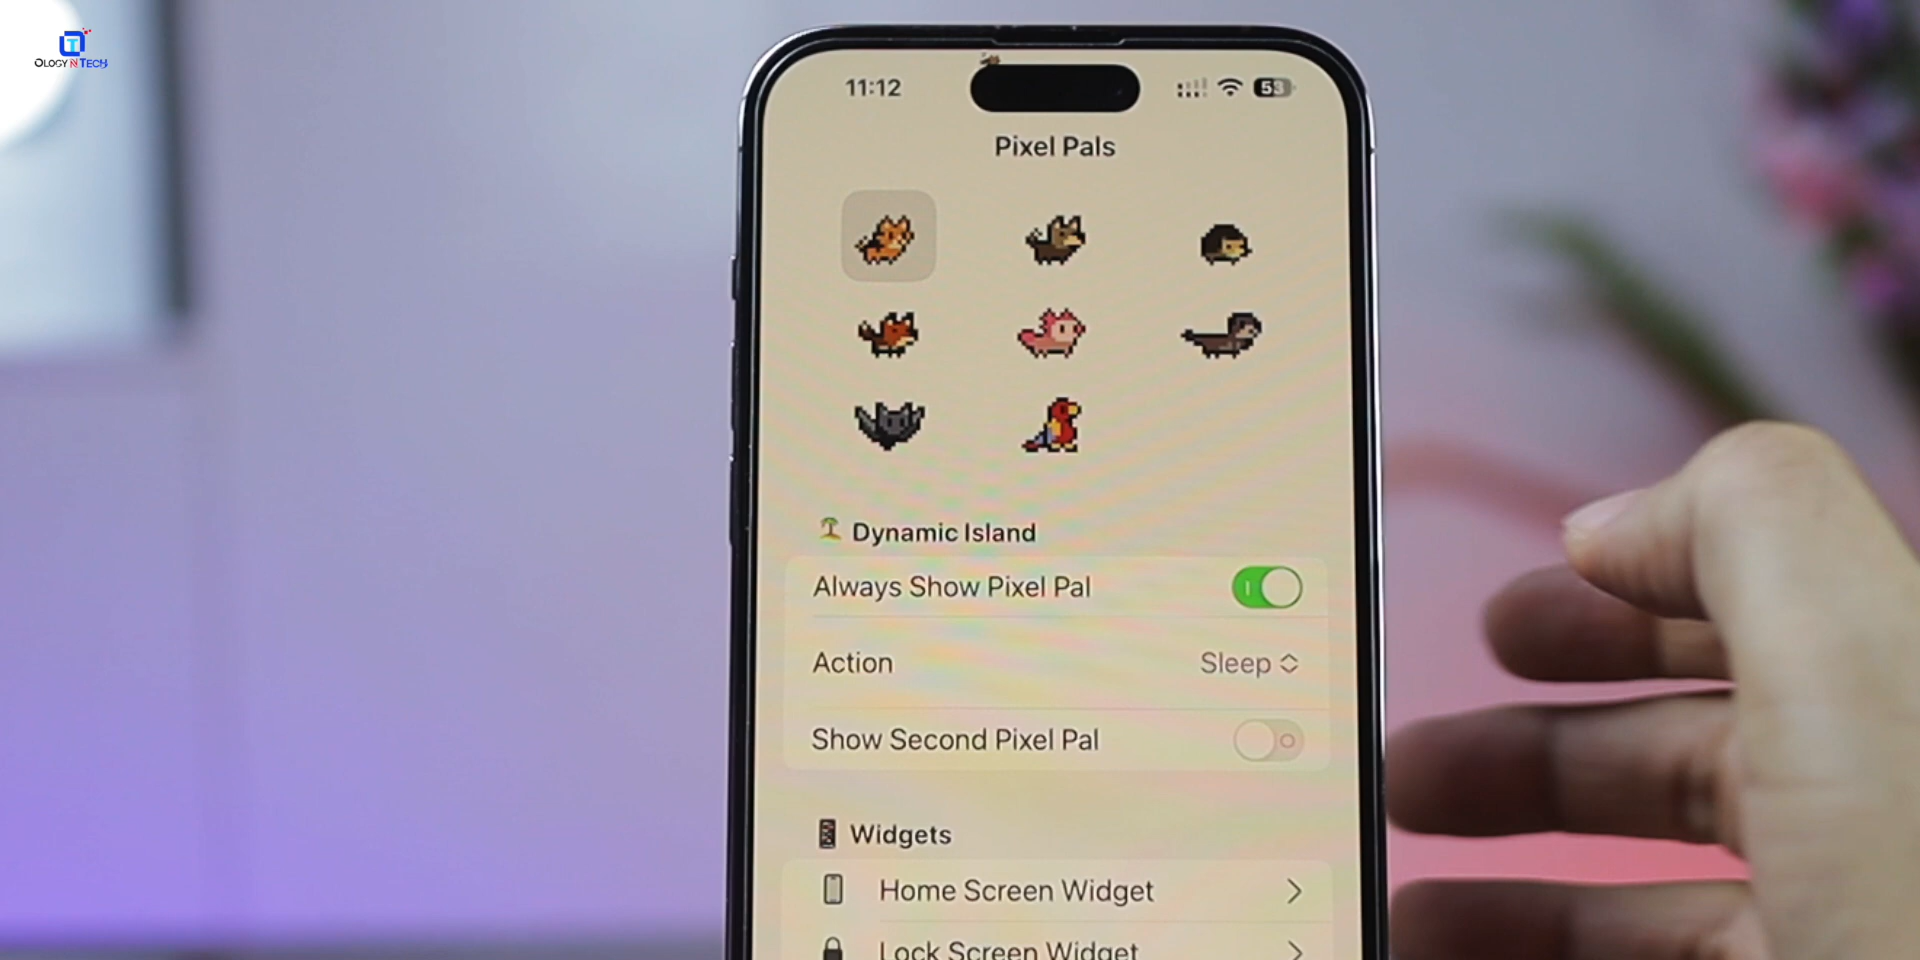 OLOGY N TECH
11:12
53
Pixel Pals
Dynamic Island
Always Show Pixel Pal
Action
Sleep
Show Second Pixel Pal
Widgets
Home Screen Widget
Lock Screen Widget